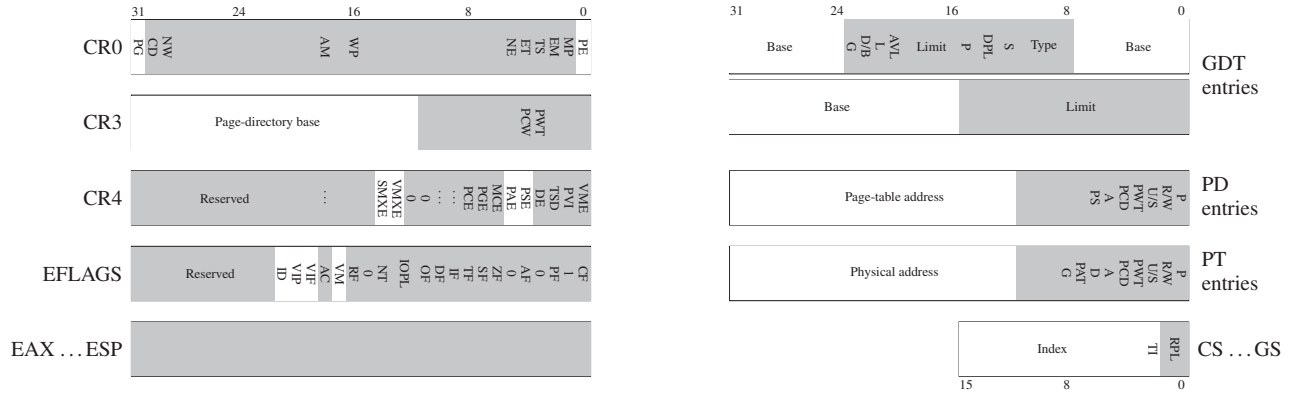 31 24 16 8 0
CR0 PG CD NW AM WP NE ET TS EM MP PE
CR3 Page-directory base PCW PWT
CR4 Reserved ... SMXE VMXE 0 0 ... ... PCE PGE MCE PAE PSE DE TSD PVI VME
EFLAGS Reserved ID VIP VIF AC VM RF 0 NT IOPL OF DF IF TF SF ZF 0 AF 0 PF 1 CF
EAX ... ESP
31 24 16 8 0
Base G D/B L AVL Limit P DPL S Type Base
GDT
entries
Base Limit
Page-table address PS A PCD PWT U/S R/W P
PD
entries
Physical address G PAT D A PCD PWT U/S R/W P
PT
entries
Index TI RPL CS ... GS
15 8 0